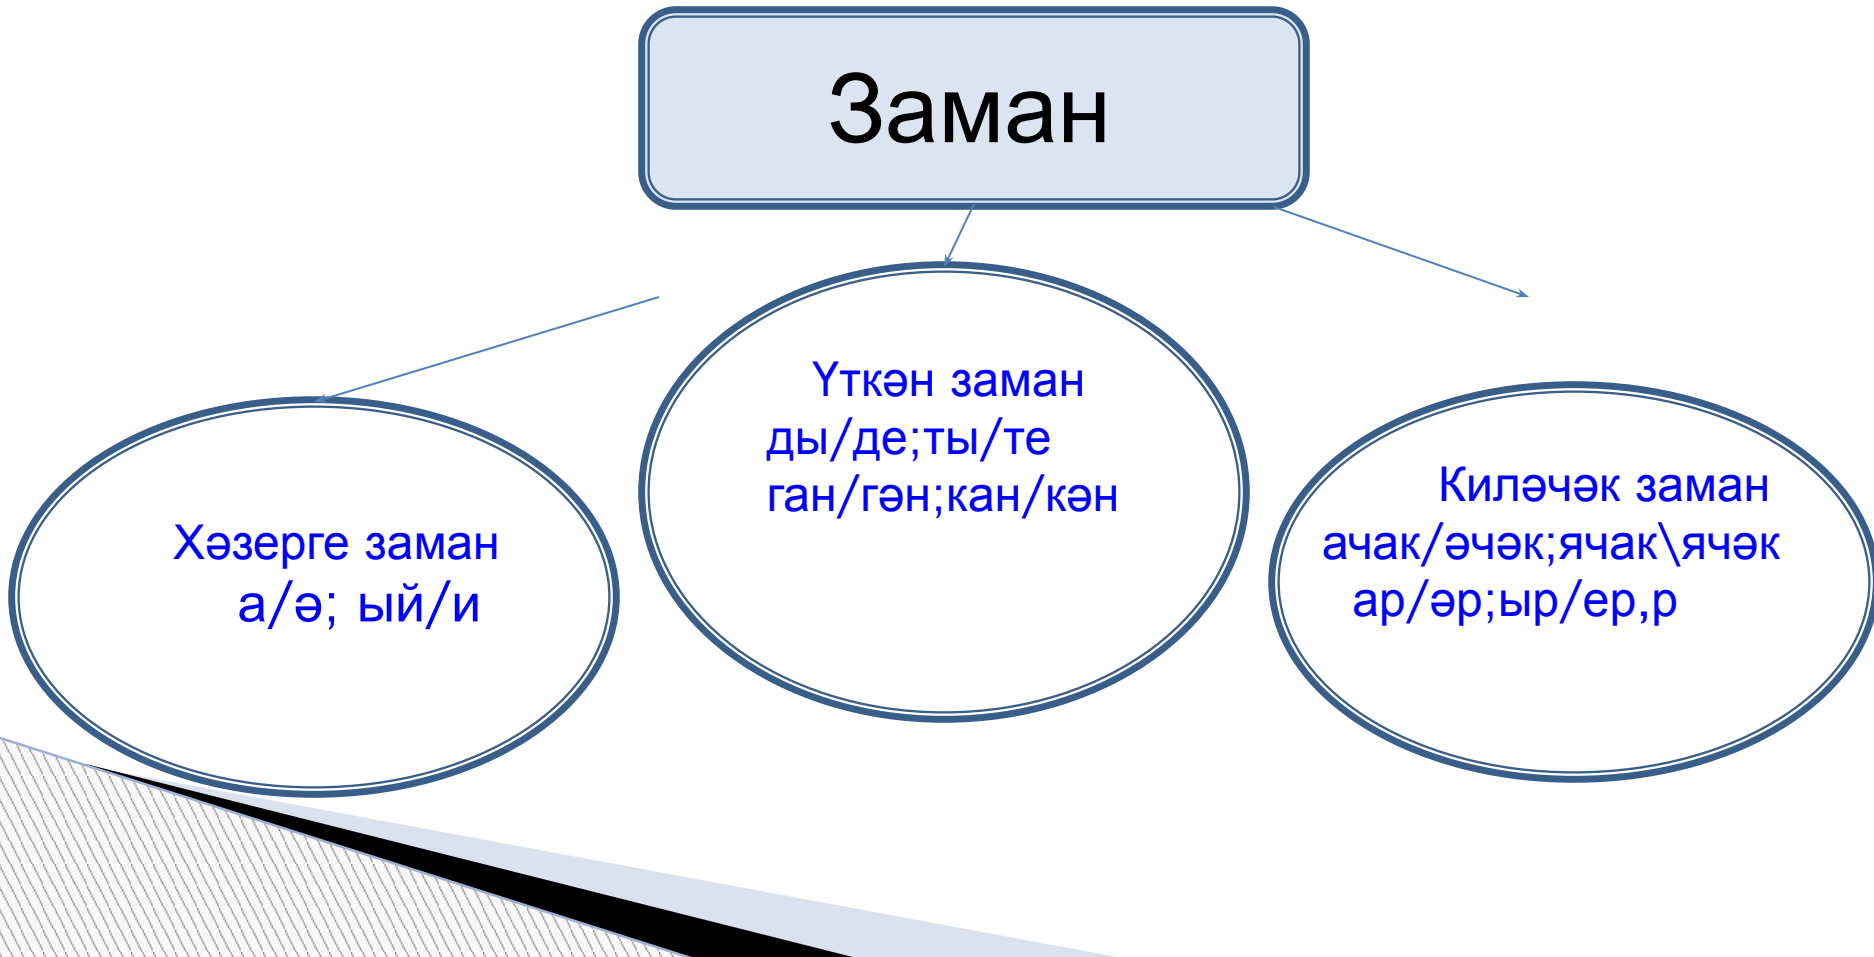 Заман
Хәзерге заман
а/ә; ый/и
Үткән заман
ды/де;ты/те
ган/гән;кан/кән
Киләчәк заман
ачак/әчәк;ячак\ячәк
ар/әр;ыр/ер,р